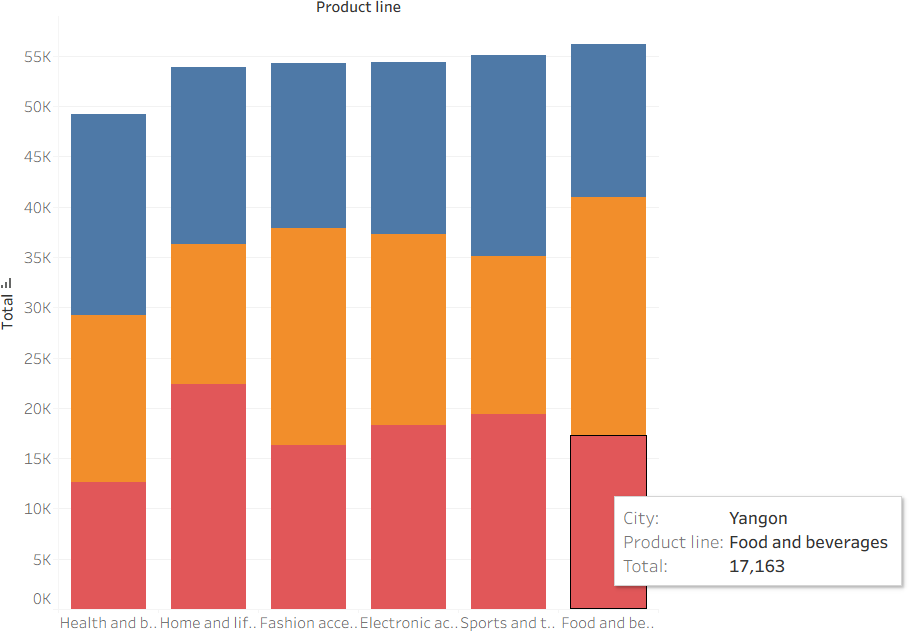 Product line
55K
50K
45K
40K
35K
30K
25K
20K
15K
10K
5K
0K
Total
Health and b..
Home and lif..
Fashion acce..
Electronic ac..
Sports and t..
Food and be..
City: Yangon
Product line: Food and beverages
Total: 17,163